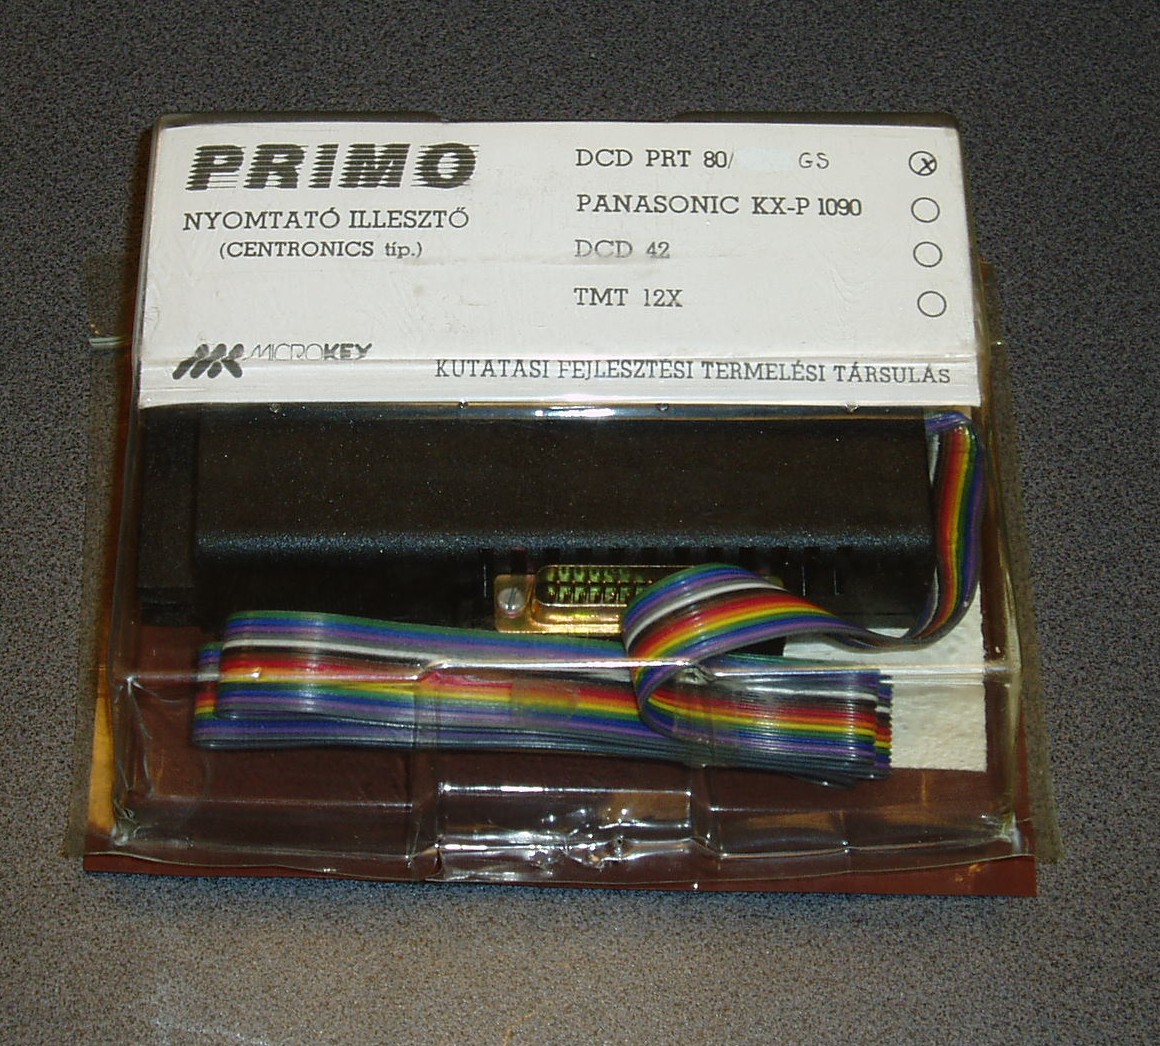 PRIMO
NYOMTATÓ ILLESZTŐ
(CENTRONICS típ.)
DCD PRT 80/ GS x
PANASONIC KX-P 1090
DCD 42
TMT 12X
MICROKEY
KUTATASI FEJLESZTÉSI TERMELÉSI TÁRSULÁS